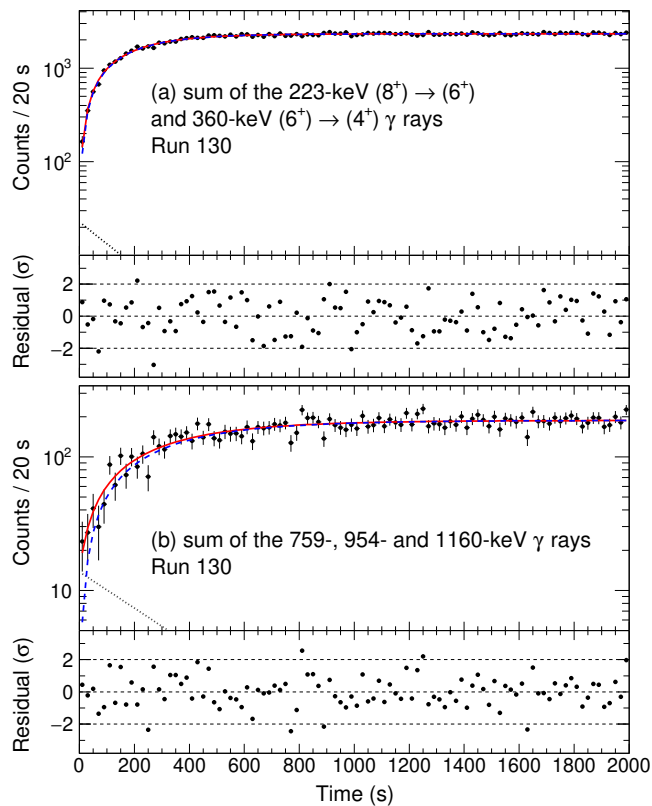 Counts / 20 s
10³
10²
(a) sum of the 223-keV (8⁺) → (6⁺)
and 360-keV (6⁺) → (4⁺) γ rays
Run 130
Residual (σ)
2
0
−2
Counts / 20 s
10²
10
(b) sum of the 759-, 954- and 1160-keV γ rays
Run 130
Residual (σ)
2
0
−2
0 200 400 600 800 1000 1200 1400 1600 1800 2000
Time (s)